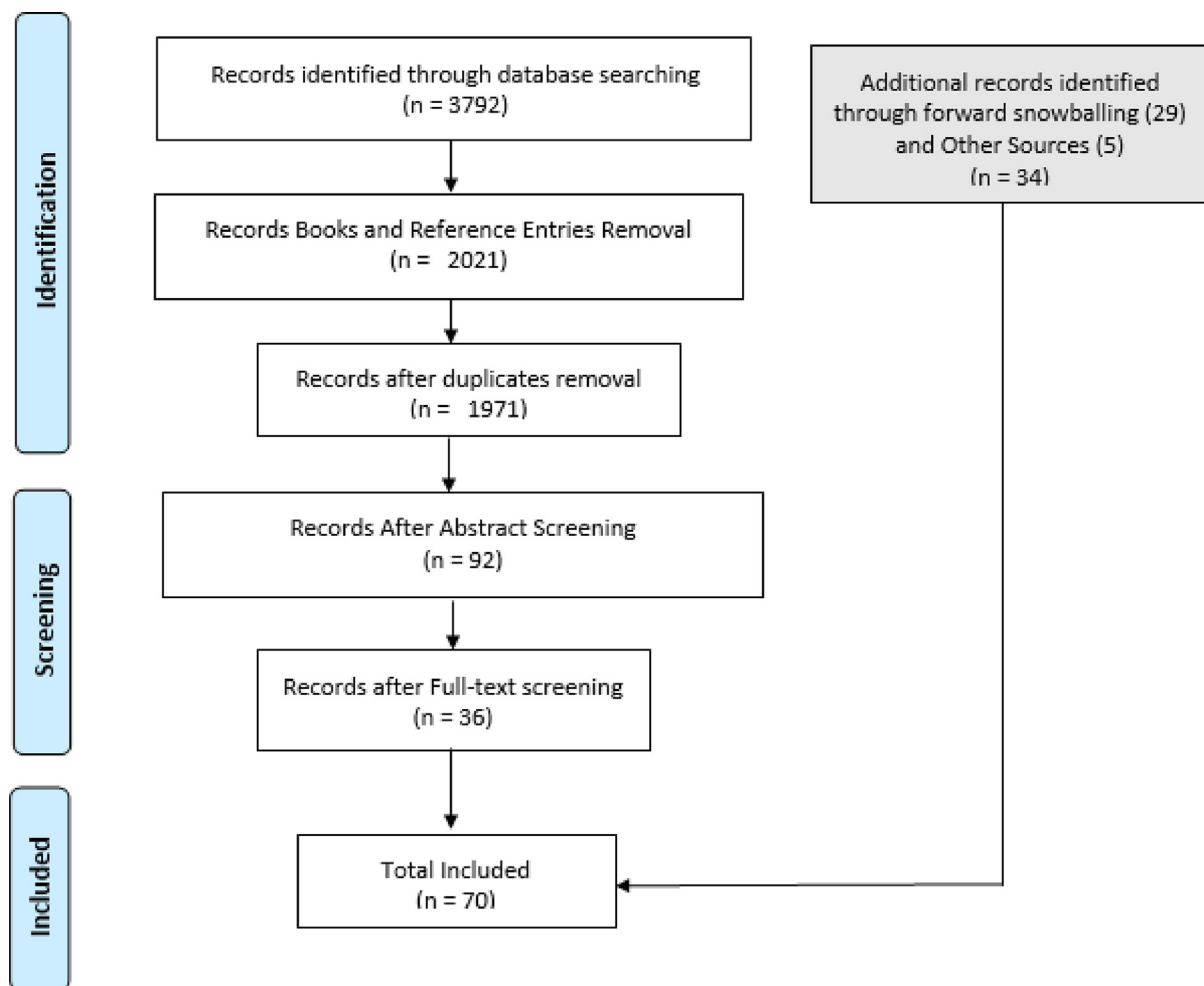 Identification
Records identified through database searching
(n = 3792)
Additional records identified
through forward snowballing (29)
and Other Sources (5)
(n = 34)
Records Books and Reference Entries Removal
(n = 2021)
Records after duplicates removal
(n = 1971)
Screening
Records After Abstract Screening
(n = 92)
Records after Full-text screening
(n = 36)
Included
Total Included
(n = 70)